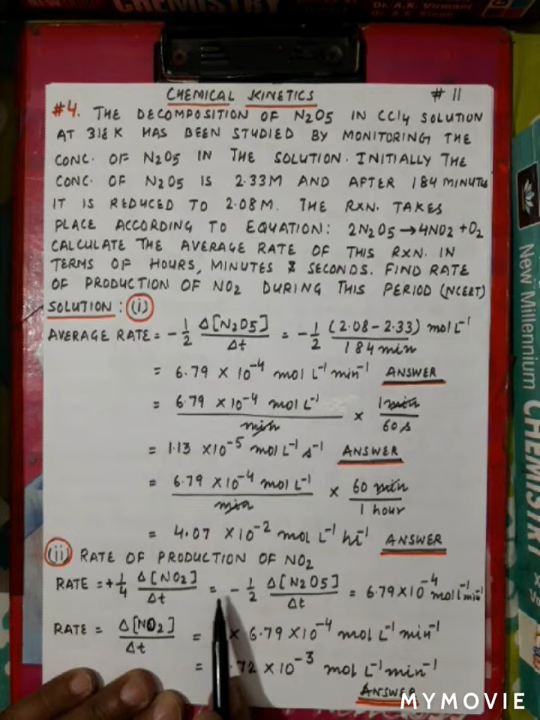 CHEMISTRY
Dr. A.K. Virmani
CHEMICAL KINETICS # 11
#4. THE DECOMPOSITION OF N2O5 IN CCl4 SOLUTION
AT 318 K HAS BEEN STUDIED BY MONITORING THE
CONC. OF N2O5 IN THE SOLUTION. INITIALLY THE
CONC. OF N2O5 IS 2.33M AND AFTER 184 MINUTES
IT IS REDUCED TO 2.08M. THE RXN. TAKES
PLACE ACCORDING TO EQUATION: 2N2O5 → 4NO2 + O2
CALCULATE THE AVERAGE RATE OF THIS RXN. IN
TERMS OF HOURS, MINUTES & SECONDS. FIND RATE
OF PRODUCTION OF NO2 DURING THIS PERIOD (NCERT)
SOLUTION: (i)
AVERAGE RATE = -1/2 Δ[N2O5]/Δt = -1/2 (2.08-2.33) mol L⁻¹/184 min
= 6.79 × 10⁻⁴ mol L⁻¹ min⁻¹ ANSWER
= 6.79 × 10⁻⁴ mol L⁻¹/min × 1 min/60 s
= 1.13 × 10⁻⁵ mol L⁻¹ s⁻¹ ANSWER
= 6.79 × 10⁻⁴ mol L⁻¹/min × 60 min/1 hour
= 4.07 × 10⁻² mol L⁻¹ hr⁻¹ ANSWER
(ii) RATE OF PRODUCTION OF NO2
RATE = +1/4 Δ[NO2]/Δt = -1/2 Δ[N2O5]/Δt = 6.79 × 10⁻⁴ mol L⁻¹ min⁻¹
RATE = Δ[NO2]/Δt = × 6.79 × 10⁻⁴ mol L⁻¹ min⁻¹
= .72 × 10⁻³ mol L⁻¹ min⁻¹
ANSWER
New Millennium
MYMOVIE